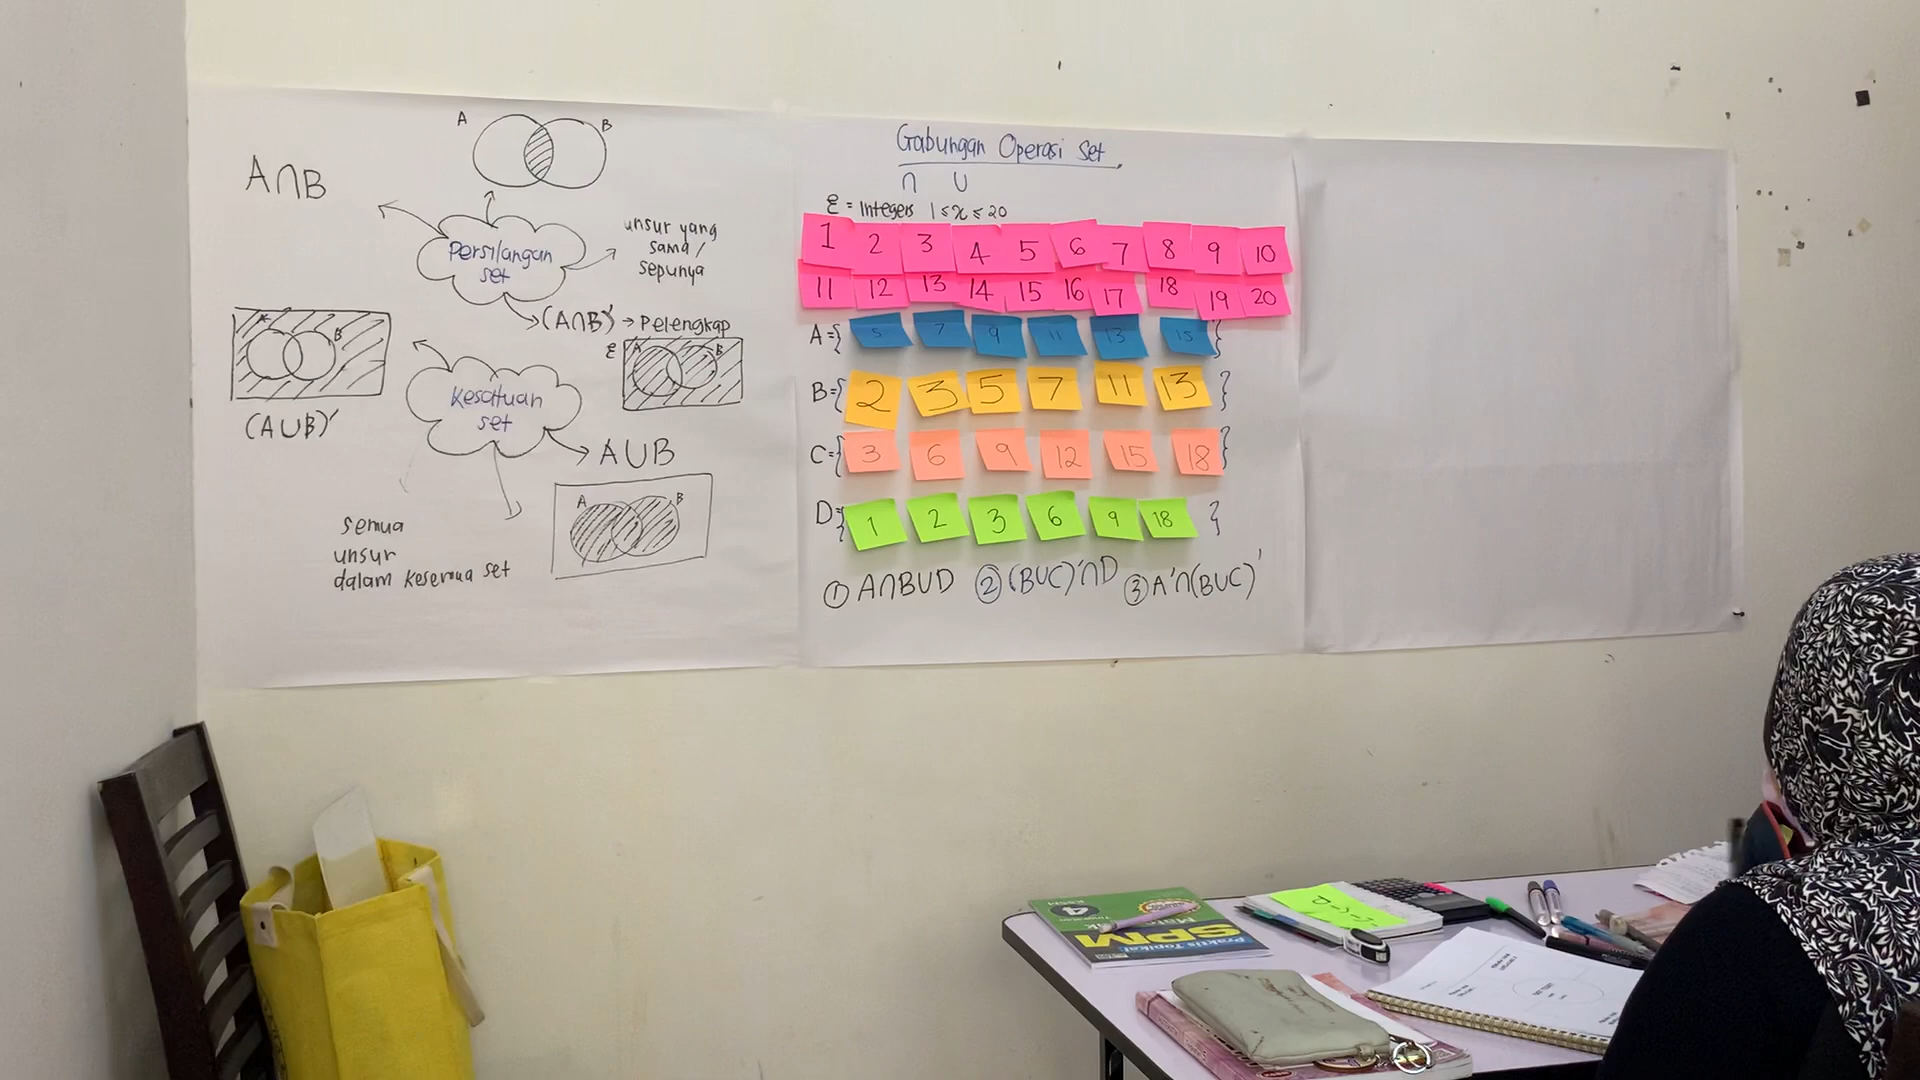 A B
A∩B
Persilangan
set
unsur yang
sama/
sepunya
(A∩B)' → Pelengkap
ξ A B
B
(A∪B)'
Kesatuan
set
A∪B
A B
semua
unsur
dalam kesemua set
Gabungan Operasi Set
∩ ∪
ξ = Integers 1 ≤ x ≤ 20
1 2 3 4 5 6 7 8 9 10
11 12 13 14 15 16 17 18 19 20
A={ 5 7 9 11 13 15 }
B={ 2 3 5 7 11 13 }
C={ 3 6 9 12 15 18 }
D={ 1 2 3 6 9 18 }
① A∩B∪D ② (B∪C)'∩D ③ A'∩(B∪C)'
4
Praktis Topikal
SPM